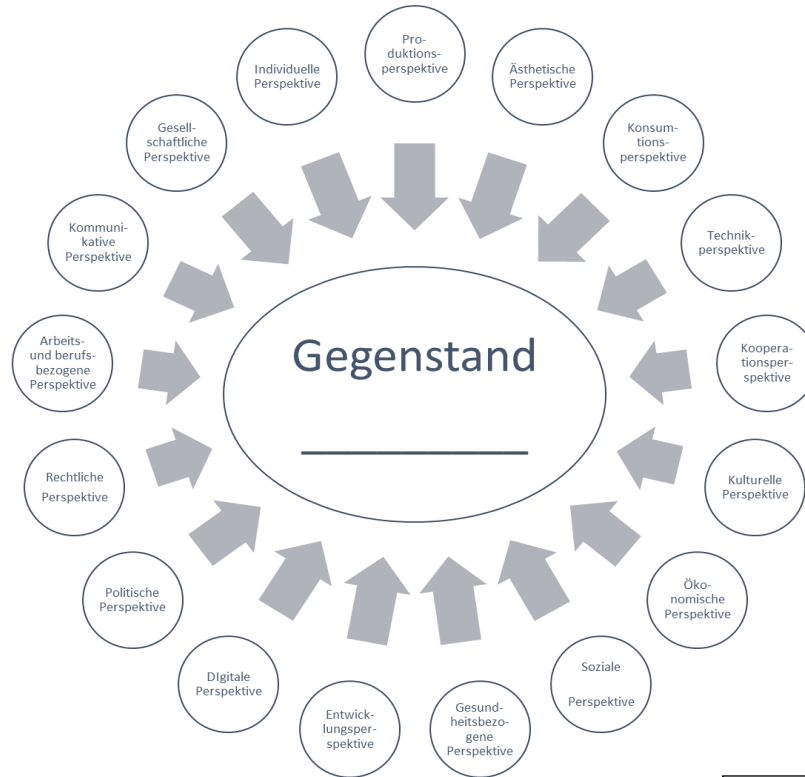 Pro-
duktions-
perspektive
Ästhetische
Perspektive
Konsum-
tions-
perspektive
Technik-
perspektive
Koopera-
tionsper-
spektive
Kulturelle
Perspektive
Öko-
nomische
Perspektive
Soziale
Perspektive
Gesund-
heitsbezo-
gene
Perspektive
Entwick-
lungsper-
spektive
DIgitale
Perspektive
Politische
Perspektive
Rechtliche
Perspektive
Arbeits-
und berufs-
bezogene
Perspektive
Kommuni-
kative
Perspektive
Gesell-
schaftliche
Perspektive
Individuelle
Perspektive
Gegenstand
__________